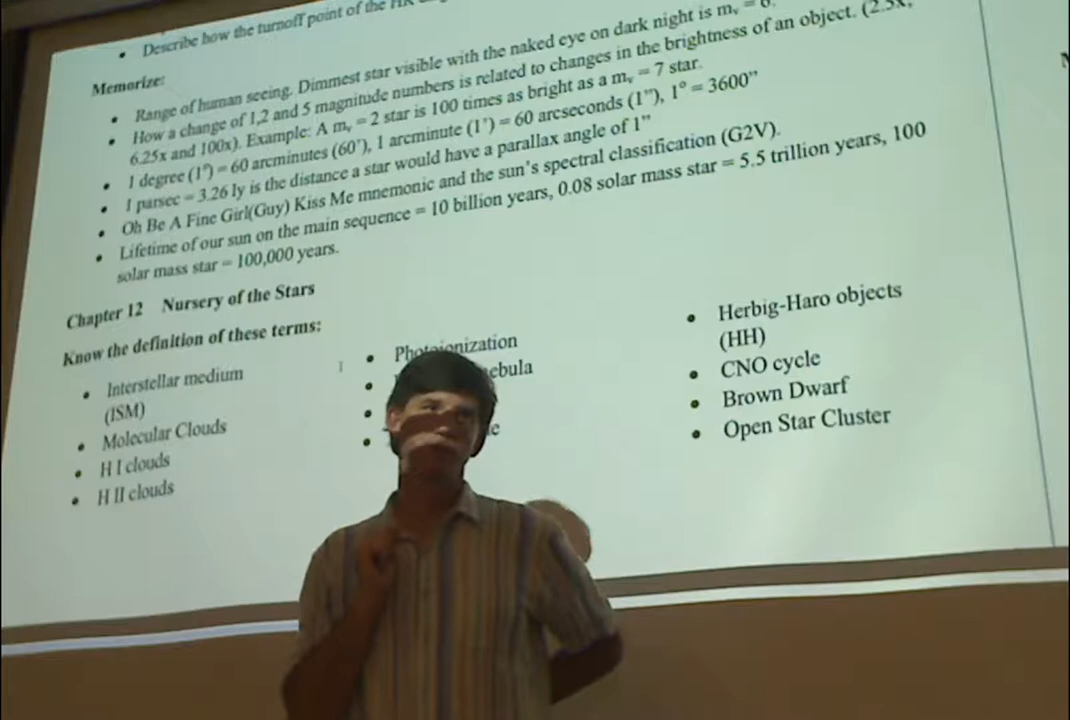 • Describe how the turnoff point of the HR
Memorize:
• Range of human seeing. Dimmest star visible with the naked eye on dark night is mᵥ = 6.
• How a change of 1,2 and 5 magnitude numbers is related to changes in the brightness of an object. (2.5x,
6.25x and 100x). Example: A mᵥ = 2 star is 100 times as bright as a mᵥ = 7 star.
• 1 degree (1º) = 60 arcminutes (60'), 1 arcminute (1') = 60 arcseconds (1"), 1° = 3600"
• 1 parsec = 3.26 ly is the distance a star would have a parallax angle of 1"
• Oh Be A Fine Girl(Guy) Kiss Me mnemonic and the sun's spectral classification (G2V).
• Lifetime of our sun on the main sequence = 10 billion years, 0.08 solar mass star = 5.5 trillion years, 100
solar mass star = 100,000 years.
Chapter 12 Nursery of the Stars
Know the definition of these terms:
• Interstellar medium
(ISM)
• Molecular Clouds
• H I clouds
• H II clouds
• Photoionization
• ebula
•
•
• Herbig-Haro objects
(HH)
• CNO cycle
• Brown Dwarf
• Open Star Cluster